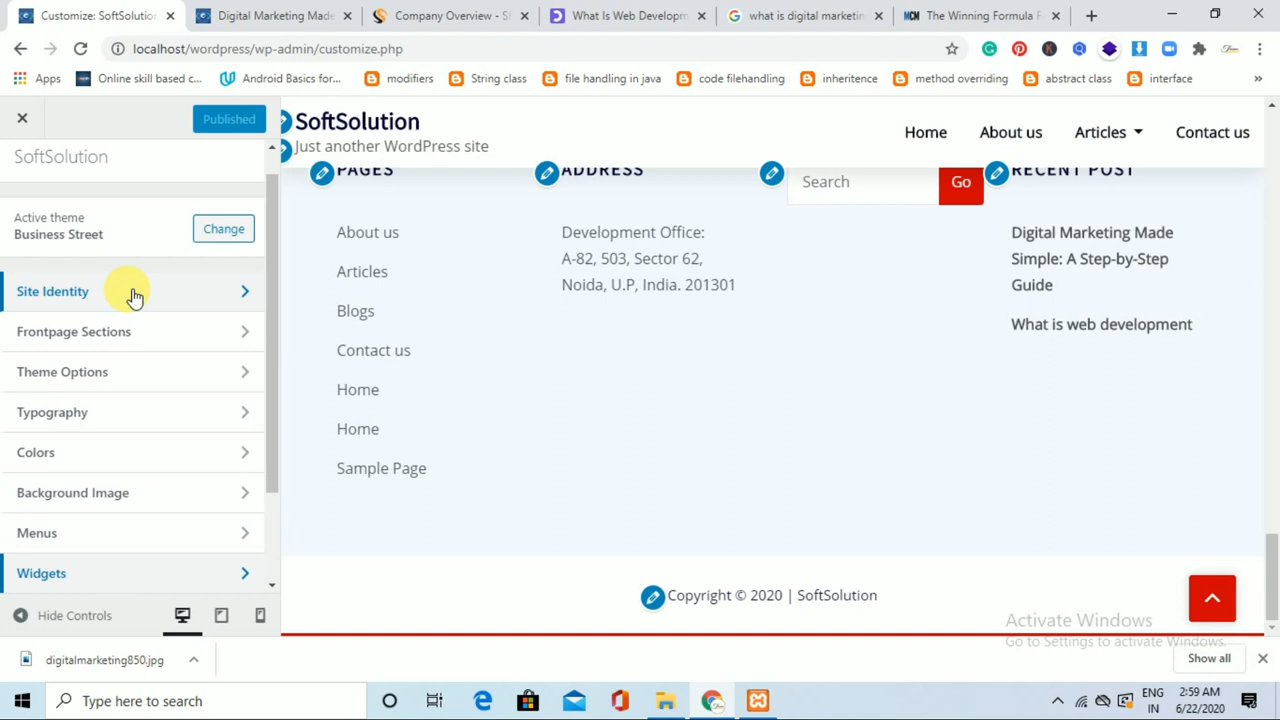 Customize: SoftSolution
Digital Marketing Made
Company Overview - S
What Is Web Developm
what is digital marketin
MCM The Winning Formula F
localhost/wordpress/wp-admin/customize.php
Apps
Online skill based c...
Android Basics for...
modifiers
String class
file handling in java
code filehandling
inheritence
method overriding
abstract class
interface
Published
SoftSolution
Active theme
Business Street
Change
Site Identity
Frontpage Sections
Theme Options
Typography
Colors
Background Image
Menus
Widgets
Hide Controls
SoftSolution
Just another WordPress site
Home
About us
Articles
Contact us
PAGES
ADDRESS
Search
Go
RECENT POST
About us
Articles
Blogs
Contact us
Home
Home
Sample Page
Development Office:
A-82, 503, Sector 62,
Noida, U.P, India. 201301
Digital Marketing Made
Simple: A Step-by-Step
Guide
What is web development
Copyright © 2020 | SoftSolution
Activate Windows
Go to Settings to activate Windows.
digitalmarketing850.jpg
Show all
Type here to search
ENG
IN
2:59 AM
6/22/2020